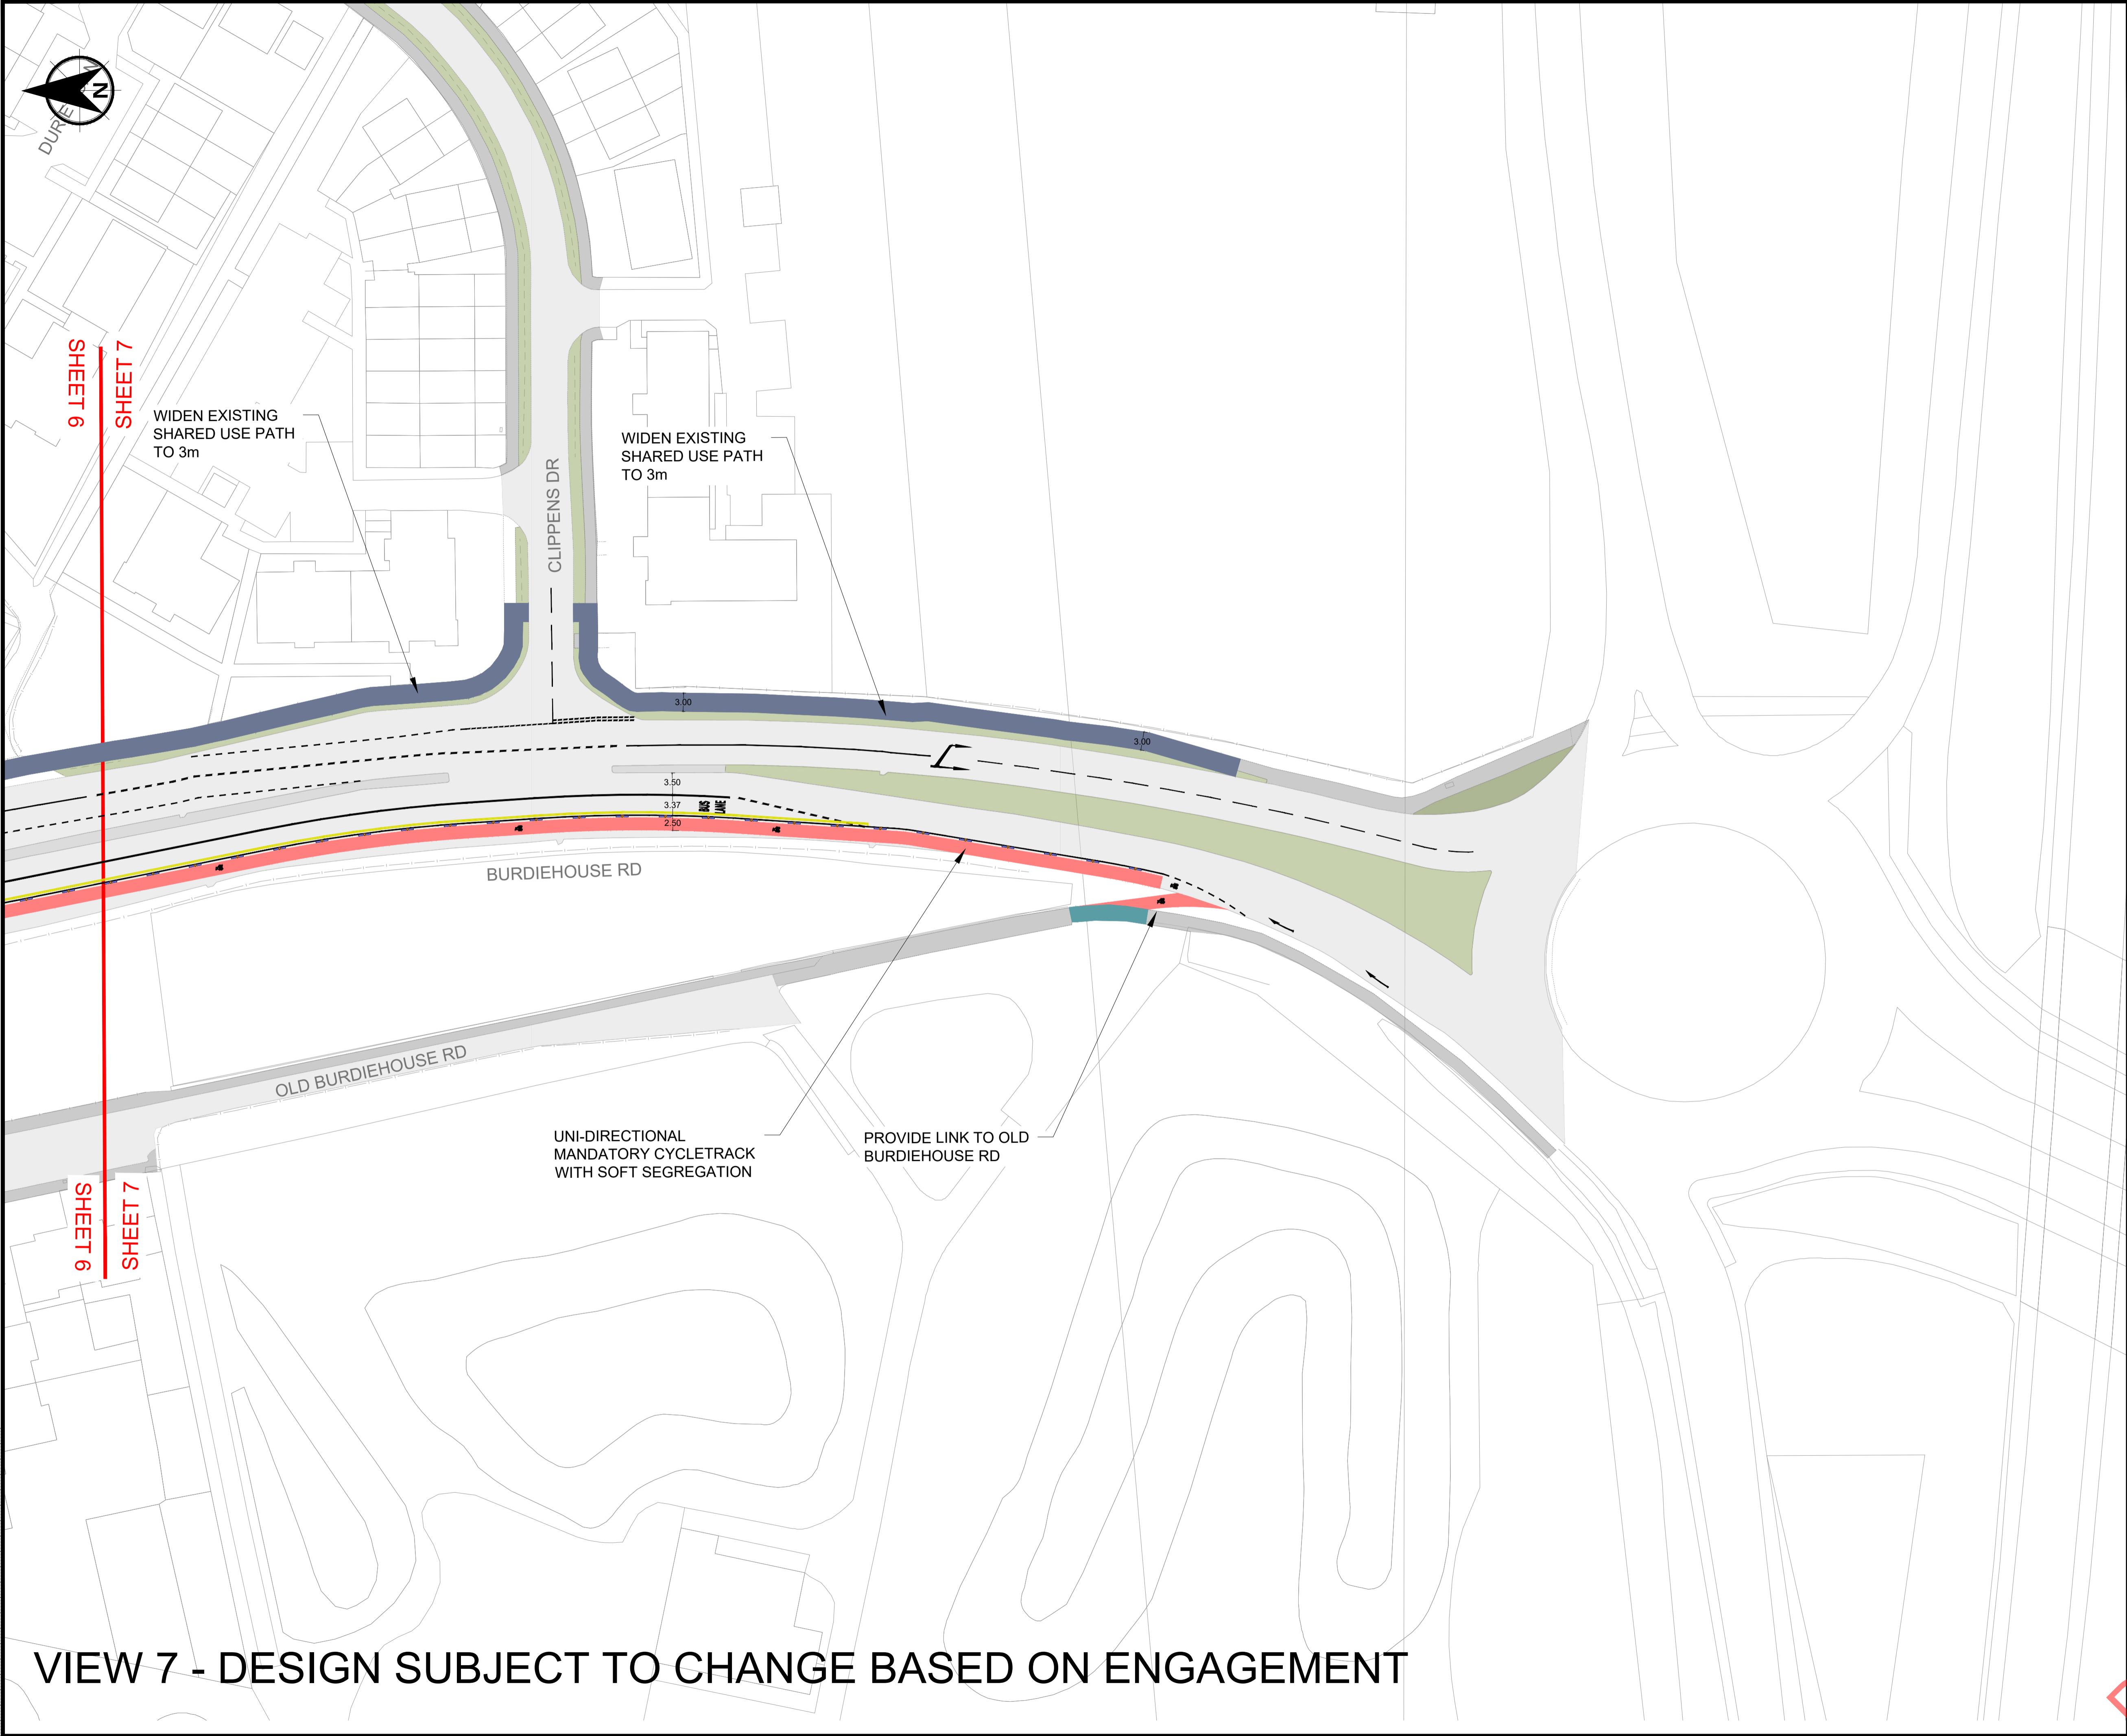 N
SHEET 6
SHEET 7
WIDEN EXISTING
SHARED USE PATH
TO 3m
WIDEN EXISTING
SHARED USE PATH
TO 3m
CLIPPENS DR
3.00
3.00
3.50
3.37
2.50
BUS
LANE
BURDIEHOUSE RD
OLD BURDIEHOUSE RD
UNI-DIRECTIONAL
MANDATORY CYCLETRACK
WITH SOFT SEGREGATION
PROVIDE LINK TO OLD
BURDIEHOUSE RD
SHEET 6
SHEET 7
VIEW 7 - DESIGN SUBJECT TO CHANGE BASED ON ENGAGEMENT